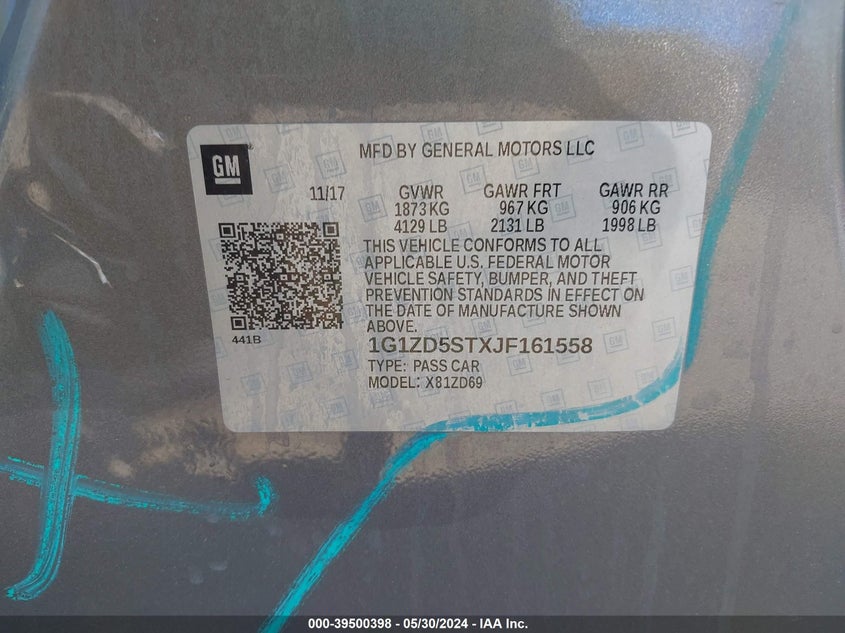 GM
MFD BY GENERAL MOTORS LLC
11/17 GVWR GAWR FRT GAWR RR
1873 KG 967 KG 906 KG
4129 LB 2131 LB 1998 LB
THIS VEHICLE CONFORMS TO ALL
APPLICABLE U.S. FEDERAL MOTOR
VEHICLE SAFETY, BUMPER, AND THEFT
PREVENTION STANDARDS IN EFFECT ON
THE DATE OF MANUFACTURE SHOWN
ABOVE.
441B
1G1ZD5STXJF161558
TYPE: PASS CAR
MODEL: X81ZD69
000-39500398 - 05/30/2024 - IAA Inc.